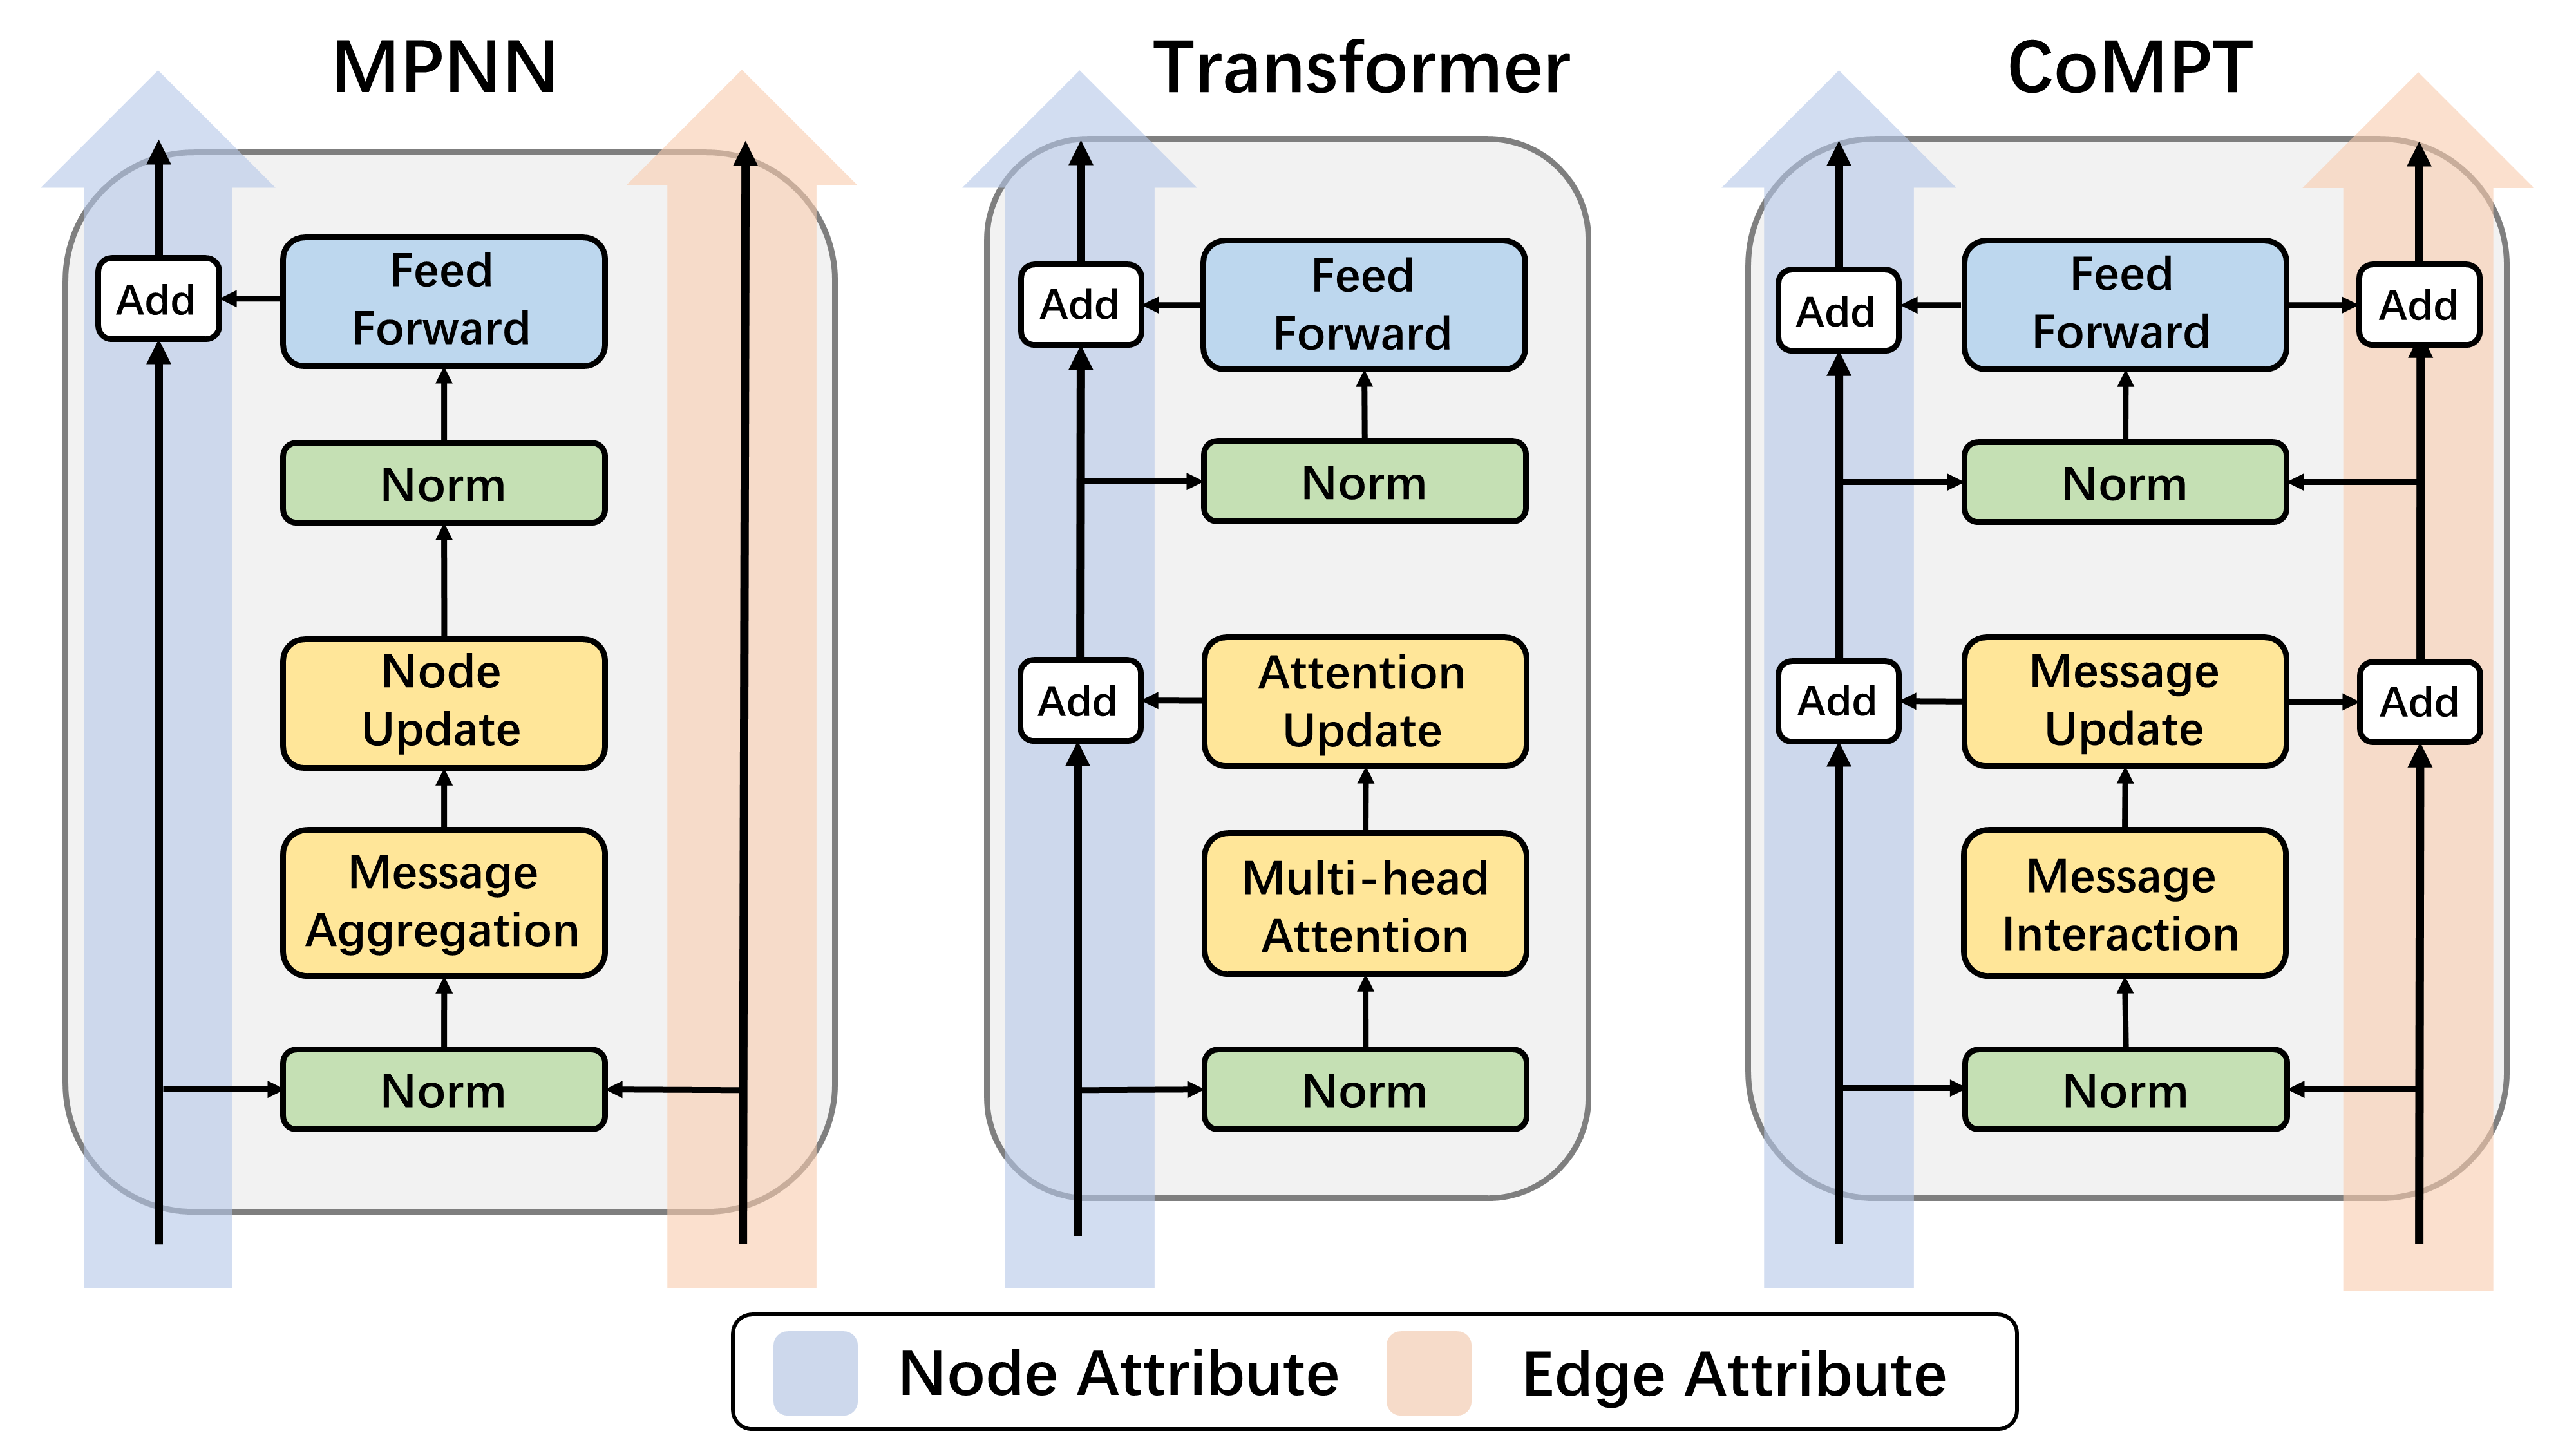 MPNN
Add
Feed
Forward
Norm
Node
Update
Message
Aggregation
Norm
Transformer
Add
Feed
Forward
Norm
Add
Attention
Update
Multi-head
Attention
Norm
CoMPT
Add
Feed
Forward
Add
Norm
Add
Message
Update
Add
Message
Interaction
Norm
Node Attribute
Edge Attribute